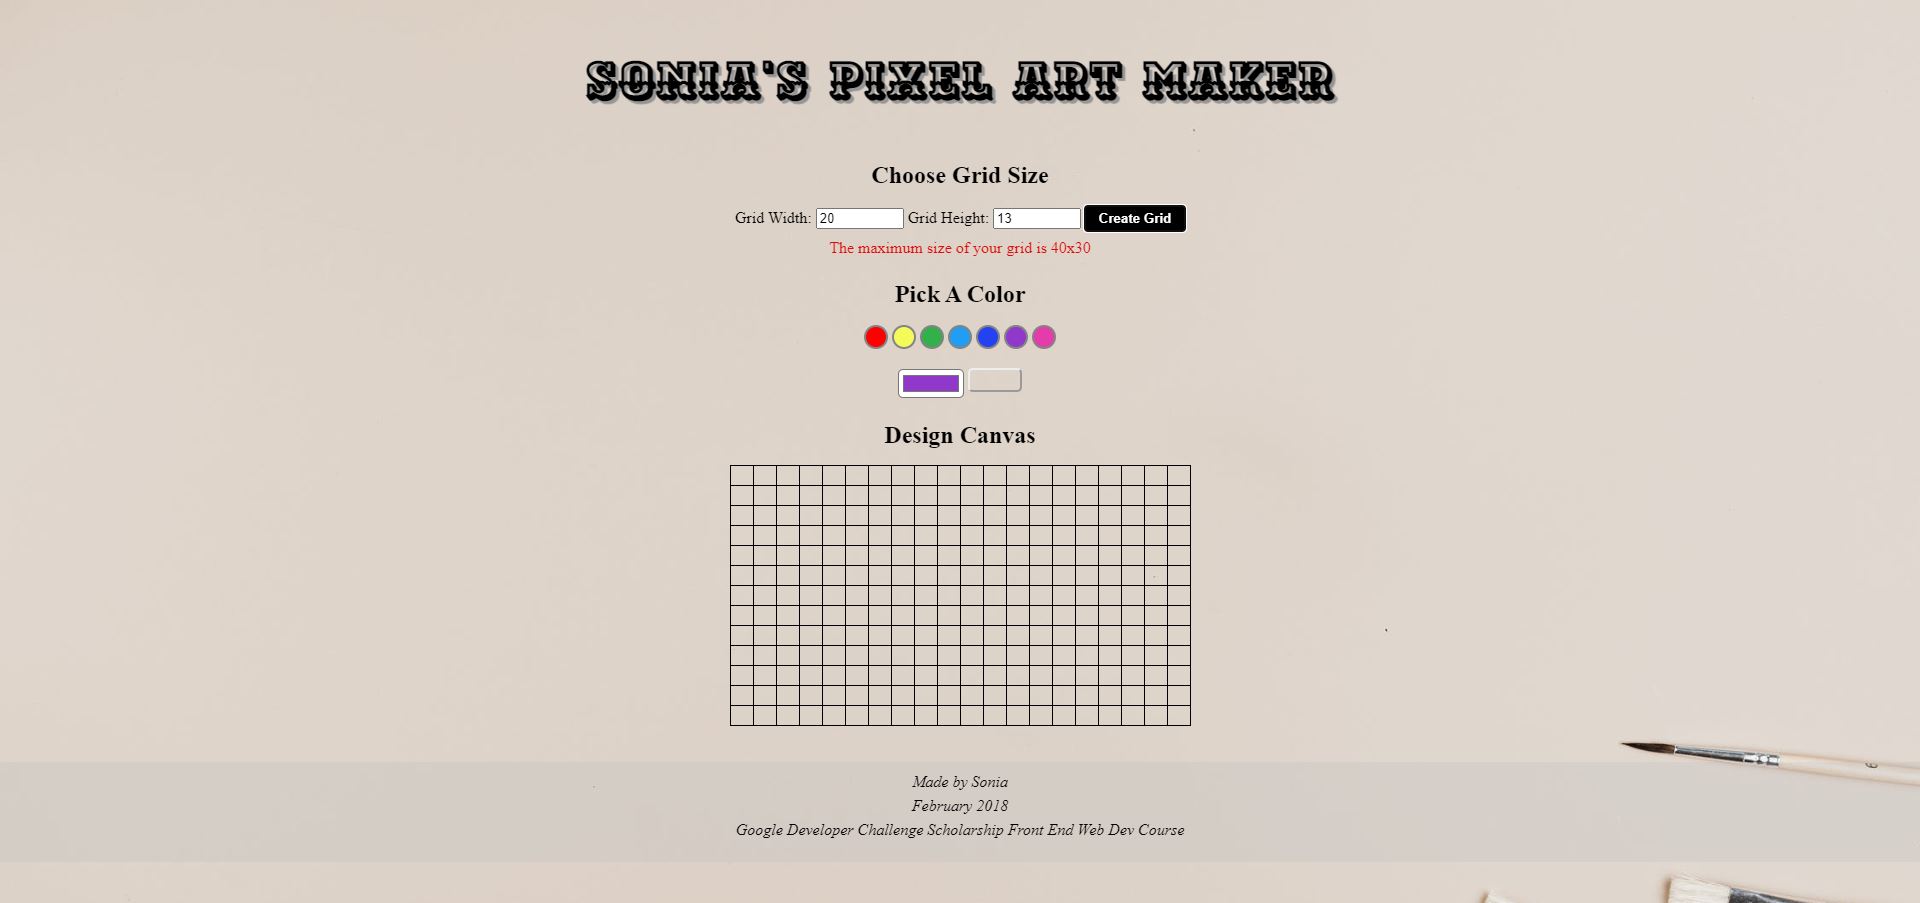 SONIA'S PIXEL ART MAKER
Choose Grid Size
Grid Width: 20 Grid Height: 13 Create Grid
The maximum size of your grid is 40x30
Pick A Color
Design Canvas
Made by Sonia
February 2018
Google Developer Challenge Scholarship Front End Web Dev Course